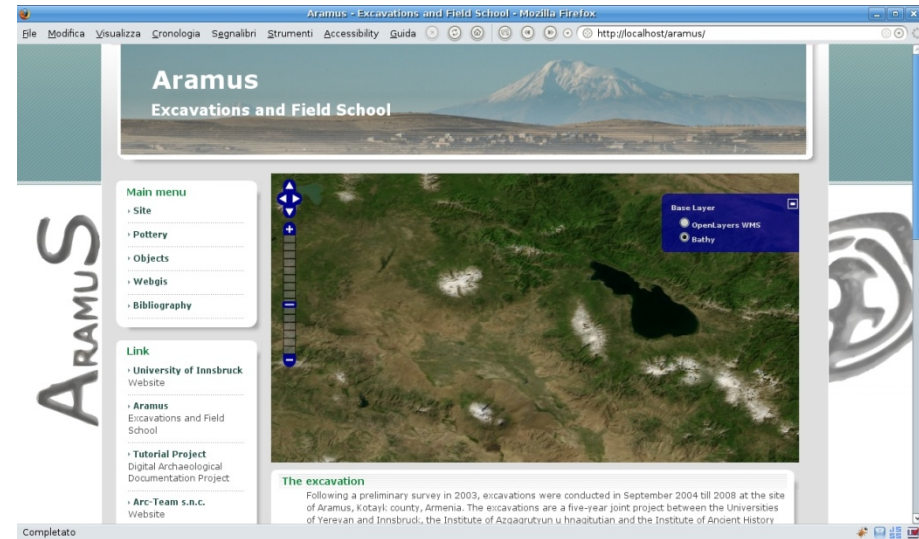 Aramus - Excavations and Field School - Mozilla Firefox
File Modifica Visualizza Cronologia Segnalibri Strumenti Accessibility Guida http://localhost/aramus/
Aramus
Excavations and Field School
ARAMUS
Main menu
Site
Pottery
Objects
Webgis
Bibliography
Link
University of Innsbruck
Website
Aramus
Excavations and Field
School
Tutorial Project
Digital Archaeological
Documentation Project
Arc-Team s.n.c.
Website
Base Layer
OpenLayers WMS
Bathy
The excavation
Following a preliminary survey in 2003, excavations were conducted in September 2004 till 2008 at the site
of Aramus, Kotayk county, Armenia. The excavations are a five-year joint project between the Universities
of Yerevan and Innsbruck, the Institute of Azgagrutyun u hnagitutian and the Institute of Ancient History
Completato